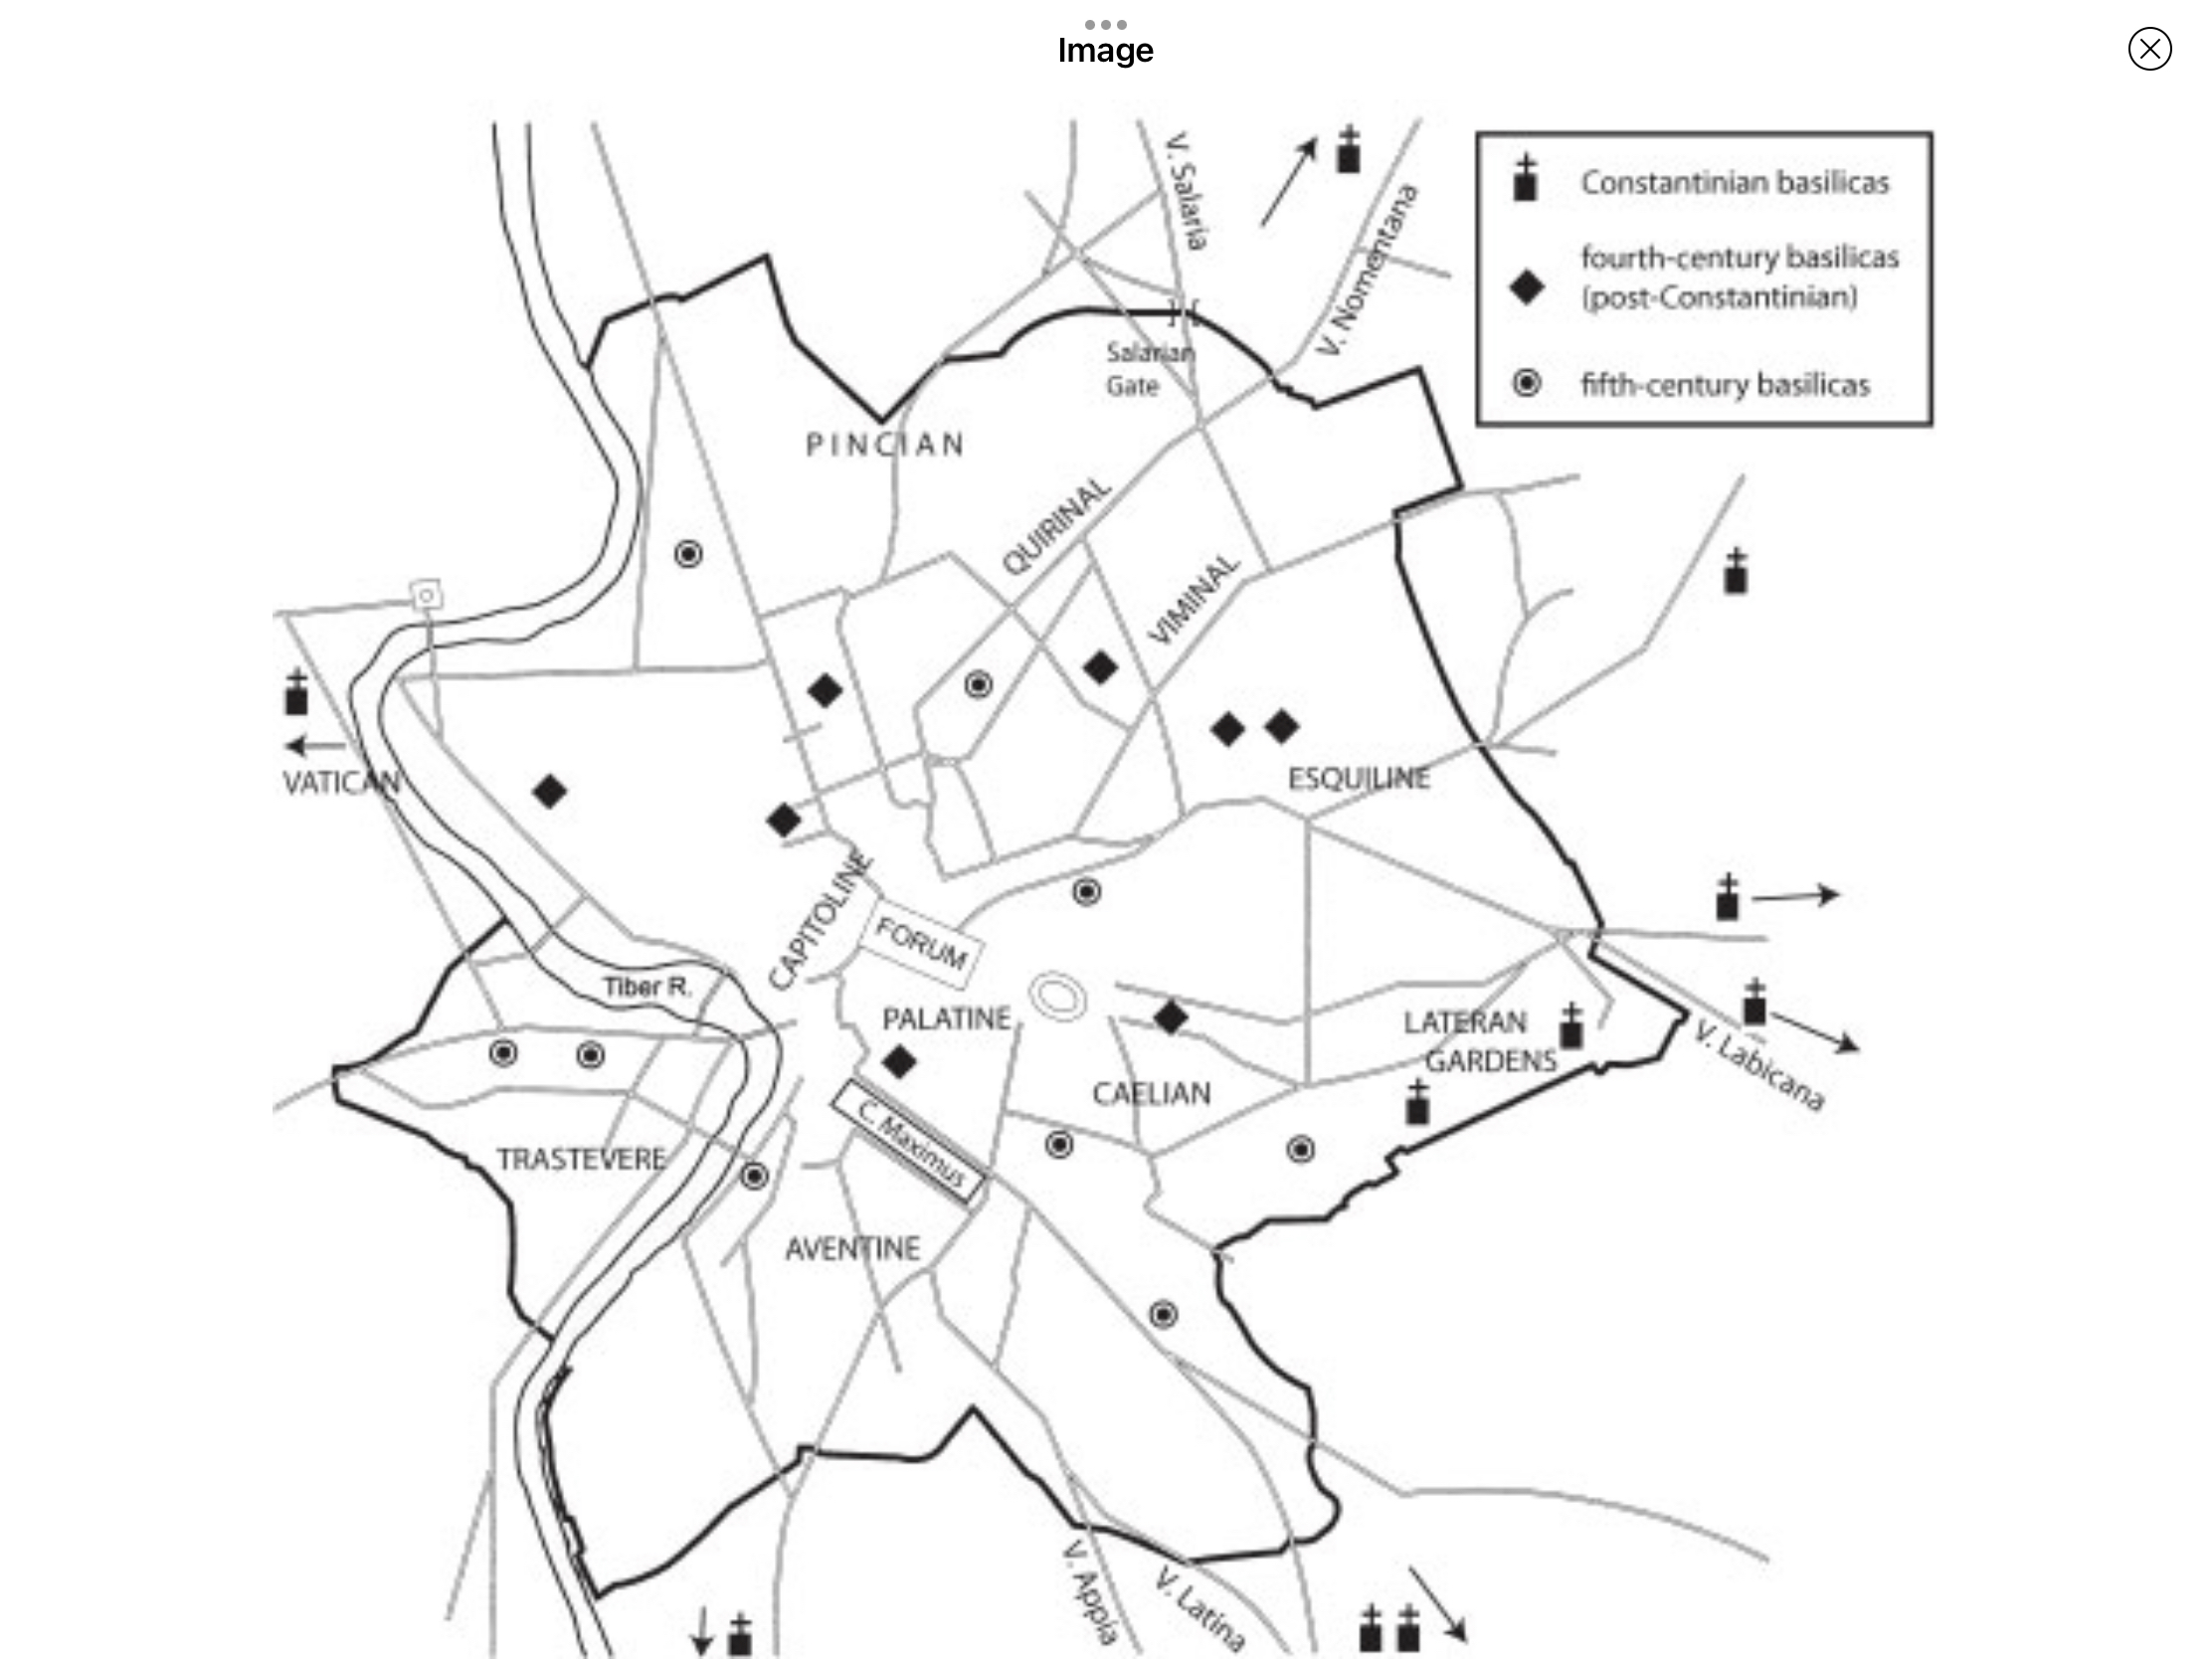 Image
Constantinian basilicas
fourth-century basilicas
(post-Constantinian)
fifth-century basilicas
V. Salaria
V. Nomentana
Salarian
Gate
PINCIAN
QUIRINAL
VIMINAL
VATICAN
ESQUILINE
CAPITOLINE
FORUM
Tiber R.
PALATINE
LATERAN
GARDENS
V. Labicana
CAELIAN
C. Maximus
TRASTEVERE
AVENTINE
V. Appia
V. Latina